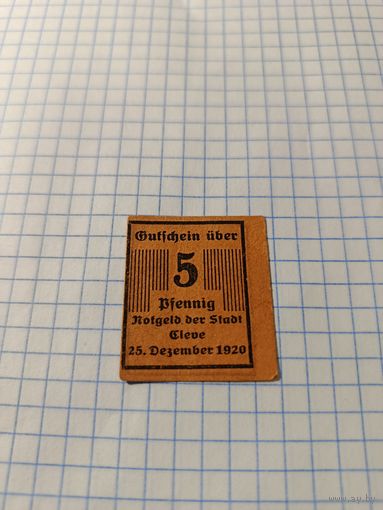 Gutschein über
5
Pfennig
Notgeld der Stadt
Cleve
25. Dezember 1920
www.ay.by